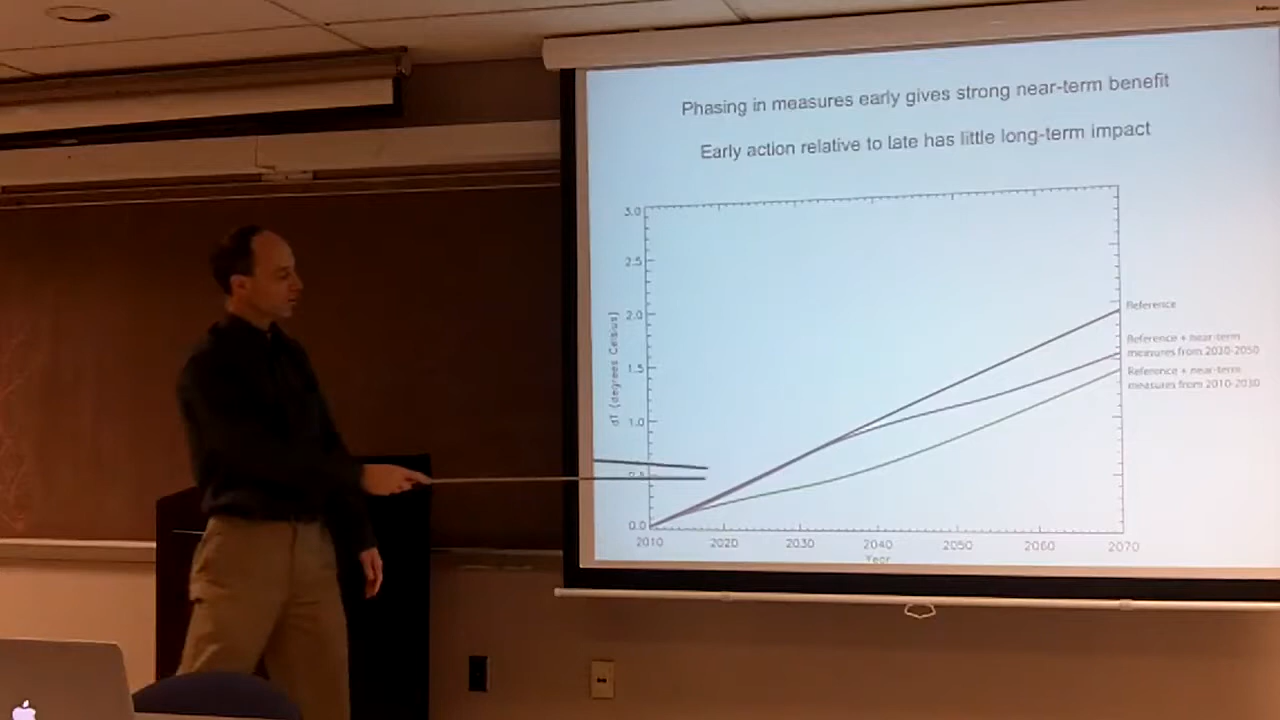 Phasing in measures early gives strong near-term benefit
Early action relative to late has little long-term impact
3.0
2.5
2.0
1.5
1.0
0.0
dT (degrees Celsius)
Reference
Reference + near-term
measures from 2030-2050
Reference + near-term
measures from 2010-2030
2010 2020 2030 2040 2050 2060 2070
Year